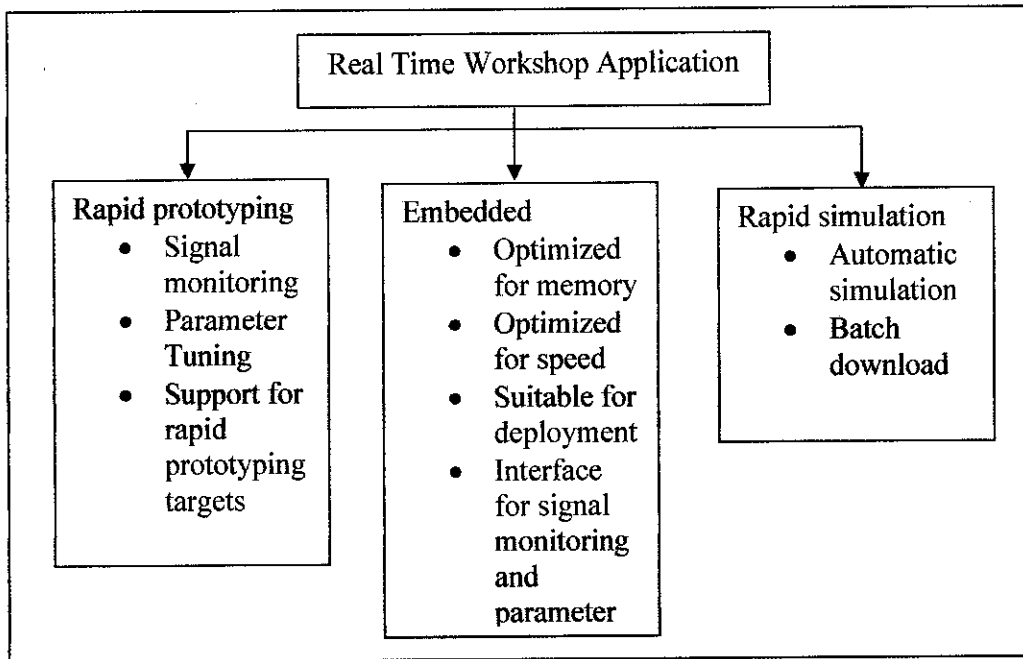 Real Time Workshop Application
Rapid prototyping
• Signal
monitoring
• Parameter
Tuning
• Support for
rapid
prototyping
targets
Embedded
• Optimized
for memory
• Optimized
for speed
• Suitable for
deployment
• Interface
for signal
monitoring
and
parameter
Rapid simulation
• Automatic
simulation
• Batch
download